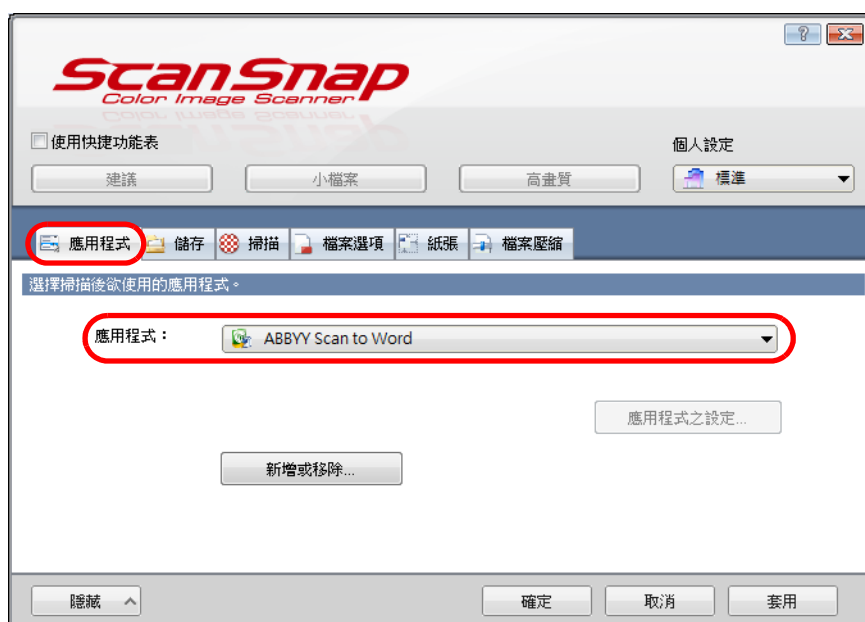 ScanSnap
Color Image Scanner
使用快捷功能表
個人設定
建議 小檔案 高畫質 標準
應用程式 儲存 掃描 檔案選項 紙張 檔案壓縮
選擇掃描後欲使用的應用程式。
應用程式： ABBYY Scan to Word
應用程式之設定...
新增或移除...
隱藏 確定 取消 套用